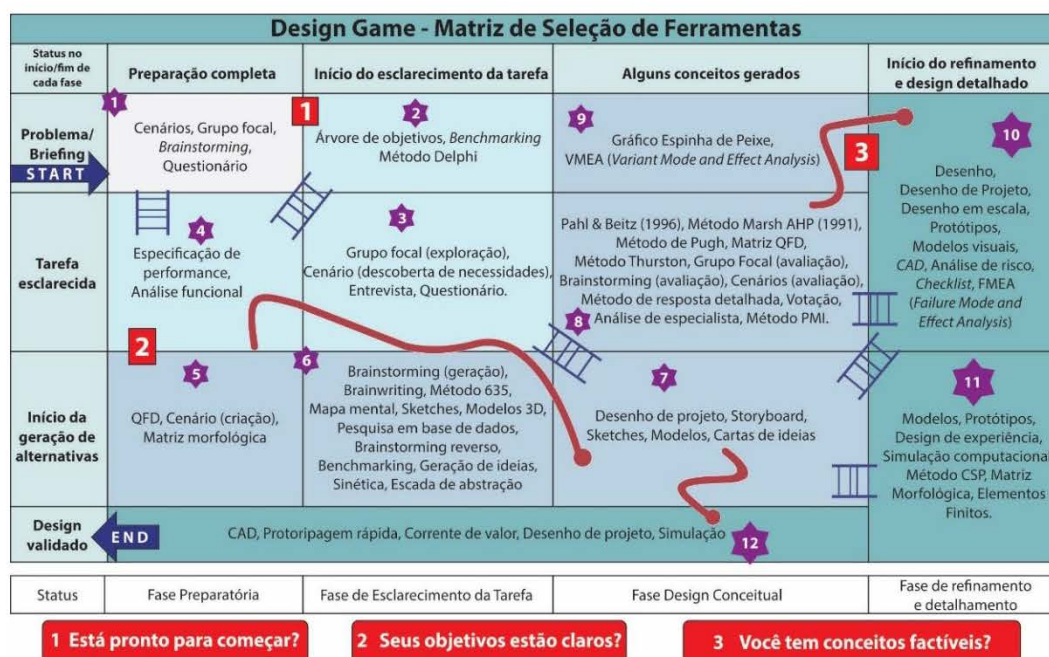 Design Game - Matriz de Seleção de Ferramentas
Status no
início/fim de
cada fase
Preparação completa
Início do esclarecimento da tarefa
Alguns conceitos gerados
Início do refinamento
e design detalhado
Problema/
Briefing
START
1
Cenários, Grupo focal,
Brainstorming,
Questionário
1
2
Árvore de objetivos, Benchmarking
Método Delphi
9
Gráfico Espinha de Peixe,
VMEA (Variant Mode and Effect Analysis)
3
10
Desenho,
Desenho de Projeto,
Desenho em escala,
Protótipos,
Modelos visuais,
CAD, Análise de risco,
Checklist, FMEA
(Failure Mode and
Effect Analysis)
Tarefa
esclarecida
4
Especificação de
performance,
Análise funcional
3
Grupo focal (exploração),
Cenário (descoberta de necessidades),
Entrevista, Questionário.
Pahl & Beitz (1996), Método Marsh AHP (1991),
Método de Pugh, Matriz QFD,
Método Thurston, Grupo Focal (avaliação),
Brainstorming (avaliação), Cenários (avaliação),
Método de resposta detalhada, Votação,
Análise de especialista, Método PMI.
8
Início da
geração de
alternativas
2
5
QFD, Cenário (criação),
Matriz morfológica
6
Brainstorming (geração),
Brainwriting, Método 635,
Mapa mental, Sketches, Modelos 3D,
Pesquisa em base de dados,
Brainstorming reverso,
Benchmarking, Geração de ideias,
Sinética, Escada de abstração
7
Desenho de projeto, Storyboard,
Sketches, Modelos, Cartas de ideias
11
Modelos, Protótipos,
Design de experiência,
Simulação computacional
Método CSP, Matriz
Morfológica, Elementos
Finitos.
Design
validado
END
CAD, Protoripagem rápida, Corrente de valor, Desenho de projeto, Simulação
12
Status
Fase Preparatória
Fase de Esclarecimento da Tarefa
Fase Design Conceitual
Fase de refinamento
e detalhamento
1 Está pronto para começar?
2 Seus objetivos estão claros?
3 Você tem conceitos factíveis?